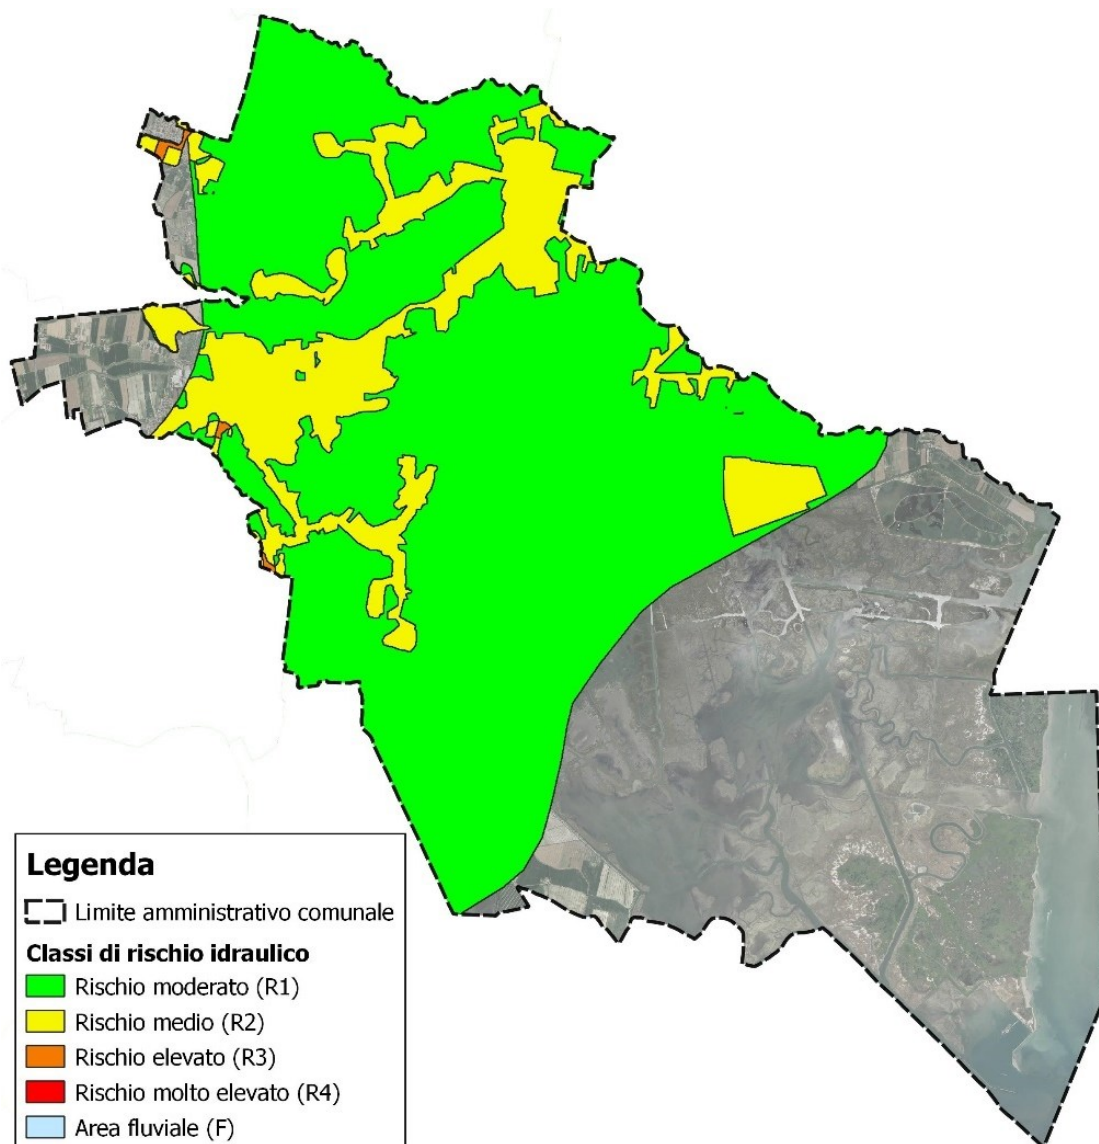 Legenda
Limite amministrativo comunale
Classi di rischio idraulico
Rischio moderato (R1)
Rischio medio (R2)
Rischio elevato (R3)
Rischio molto elevato (R4)
Area fluviale (F)